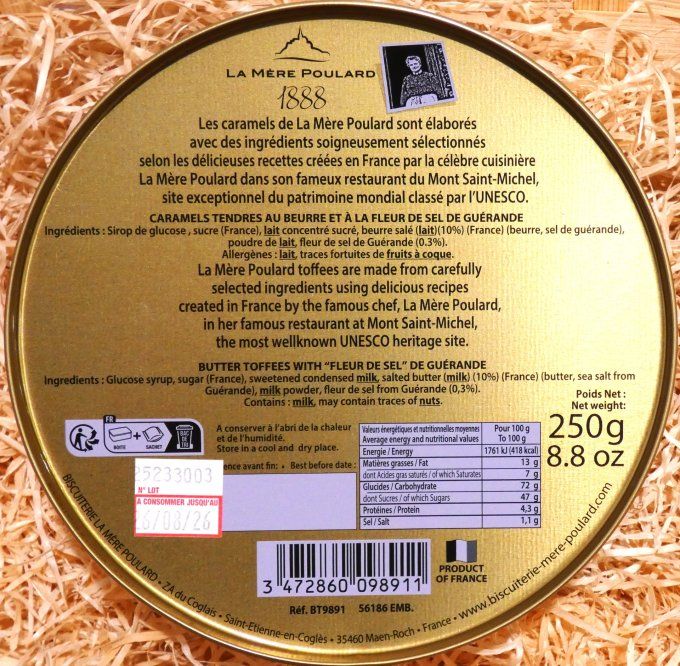 LA MÈRE POULARD
1888
Les caramels de La Mère Poulard sont élaborés
avec des ingrédients soigneusement sélectionnés
selon les délicieuses recettes créées en France par la célèbre cuisinière
La Mère Poulard dans son fameux restaurant du Mont Saint-Michel,
site exceptionnel du patrimoine mondial classé par l'UNESCO.
CARAMELS TENDRES AU BEURRE ET À LA FLEUR DE SEL DE GUÉRANDE
Ingrédients : Sirop de glucose , sucre (France), lait concentré sucré, beurre salé (lait)(10%) (France) (beurre, sel de guérande),
poudre de lait, fleur de sel de Guérande (0.3%).
Allergènes : lait, traces fortuites de fruits à coque.
La Mère Poulard toffees are made from carefully
selected ingredients using delicious recipes
created in France by the famous chef, La Mère Poulard,
in her famous restaurant at Mont Saint-Michel,
the most wellknown UNESCO heritage site.
BUTTER TOFFEES WITH "FLEUR DE SEL" DE GUÉRANDE
Ingredients : Glucose syrup, sugar (France), sweetened condensed milk, salted butter (milk) (10%) (France) (butter, sea salt from
Guérande), milk powder, fleur de sel from Guérande (0,3%).
Contains : milk, may contain traces of nuts.
Poids Net :
Net weight:
250g
8.8 oz
FR
BOITE + SACHET
BAC DE TRI
A conserver à l'abri de la chaleur
et de l'humidité.
Store in a cool and dry place.
ence avant fin: • Best before date :
25233003
N° LOT
A CONSOMMER JUSQU'AU
6/08/26
Valeurs énergétiques et nutritionnelles moyennes Pour 100 g
Average energy and nutritional values To 100 g
Energie / Energy 1761 kJ (418 kcal)
Matières grasses / Fat 13 g
dont Acides gras saturés / of which Saturates 7 g
Glucides / Carbohydrate 72 g
dont Sucres / of which Sugars 47 g
Protéines / Protein 4,3 g
Sel / Salt 1,1 g
3 472860 098911
PRODUCT
OF FRANCE
Réf. BT9891 56186 EMB.
BISCUITERIE LA MÈRE POULARD • ZA du Coglais • Saint-Etienne-en-Coglès • 35460 Maen-Roch • France • www.biscuiterie-mere-poulard.com